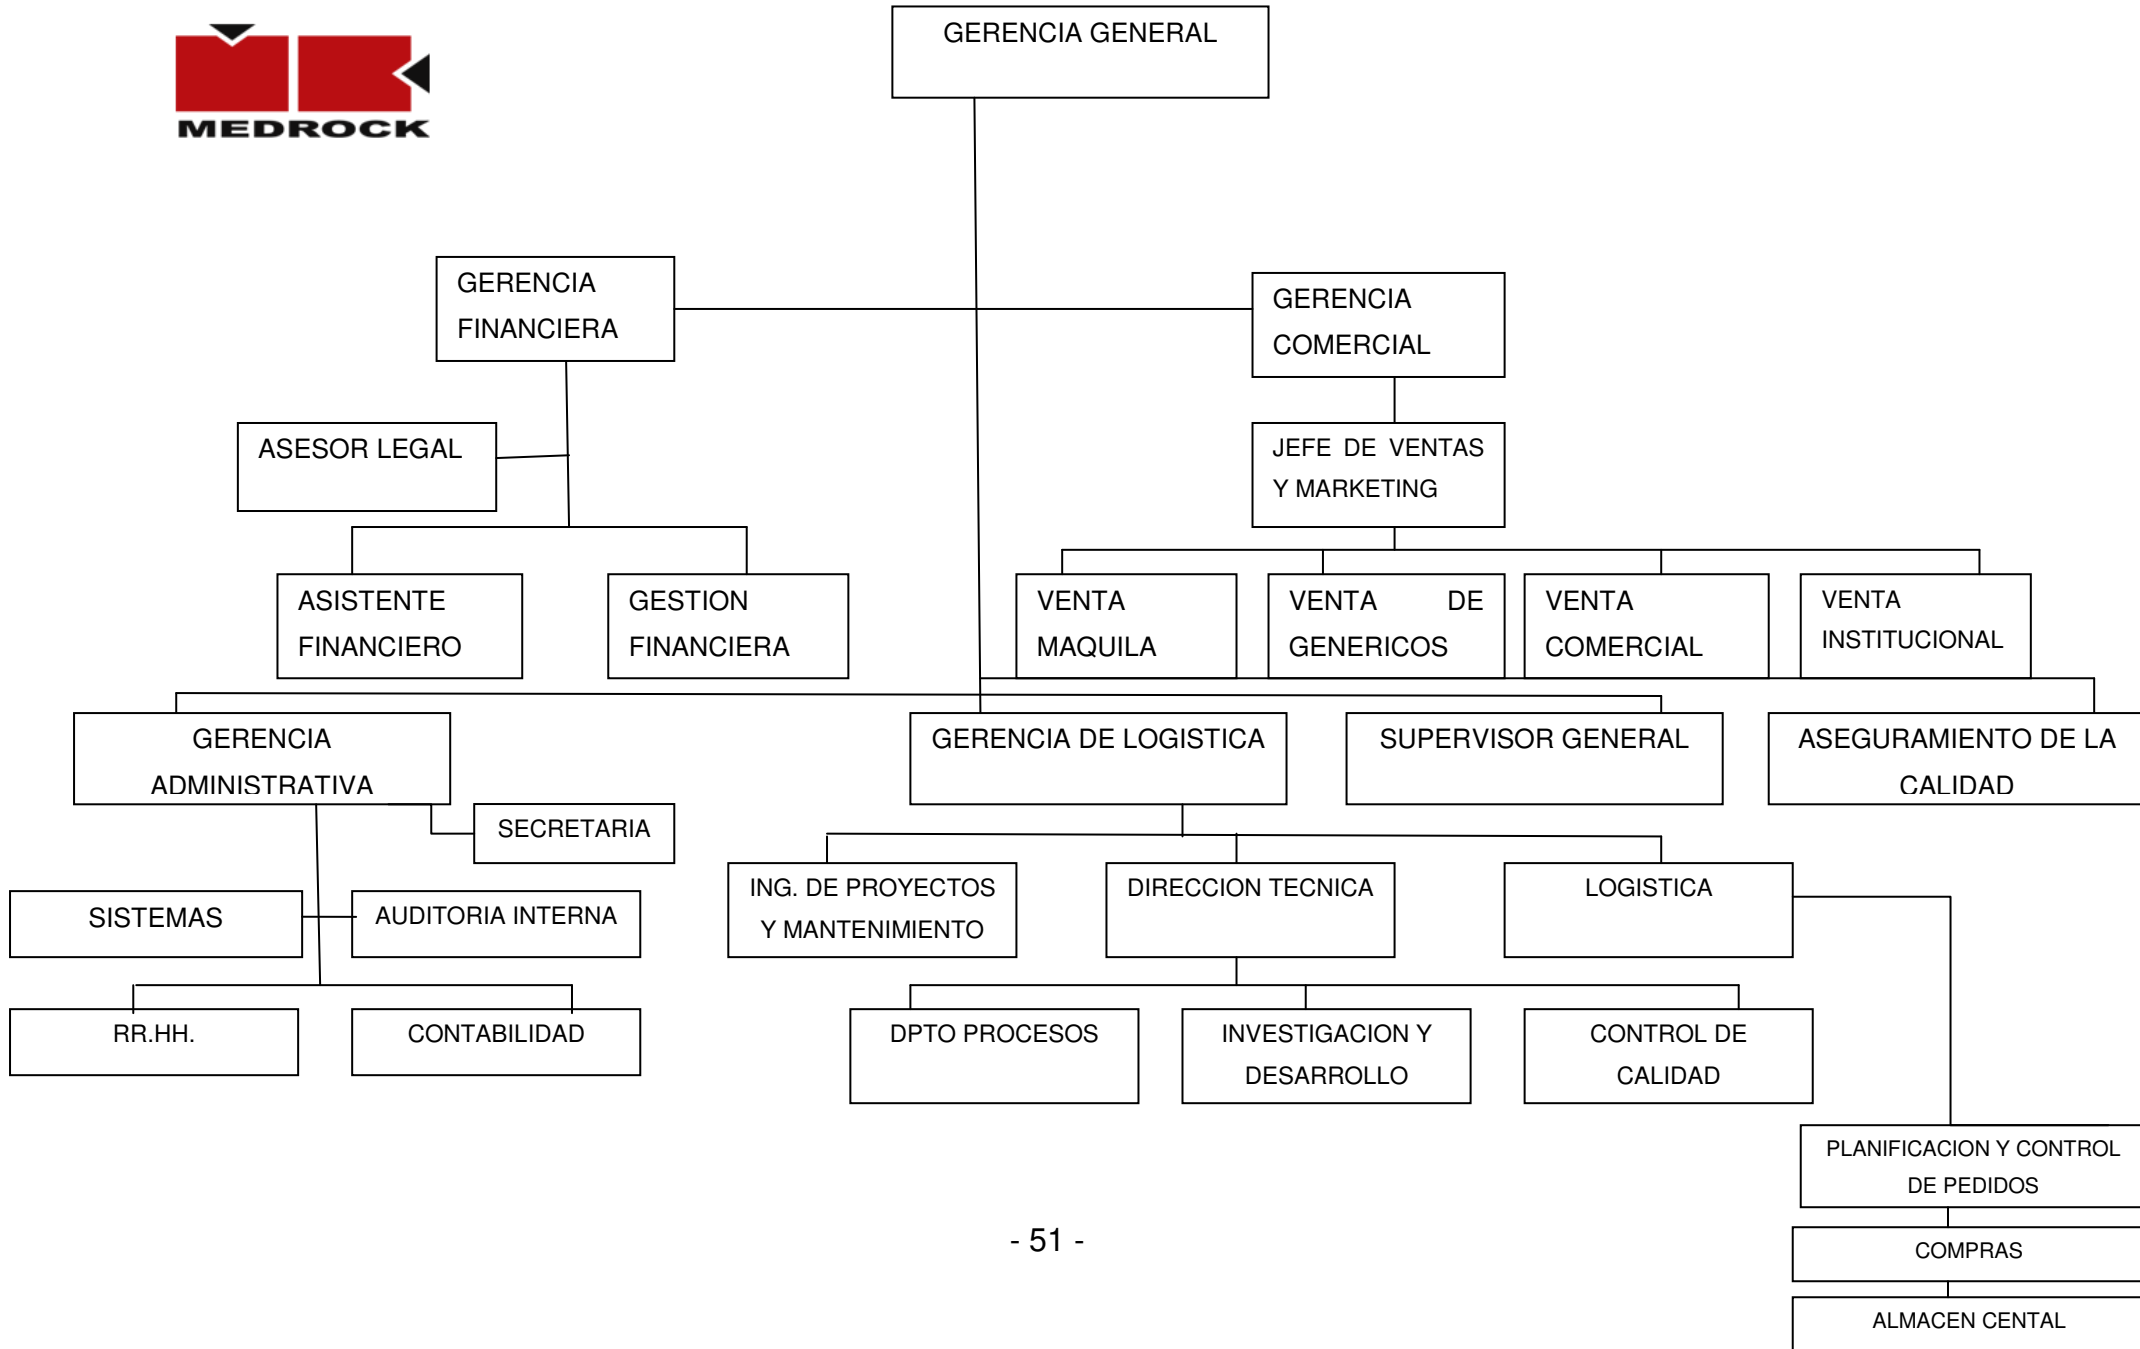 MEDROCK
GERENCIA GENERAL
GERENCIA
FINANCIERA
GERENCIA
COMERCIAL
ASESOR LEGAL
JEFE DE VENTAS
Y MARKETING
ASISTENTE
FINANCIERO
GESTION
FINANCIERA
VENTA
MAQUILA
VENTA DE
GENERICOS
VENTA
COMERCIAL
VENTA
INSTITUCIONAL
GERENCIA
ADMINISTRATIVA
GERENCIA DE LOGISTICA
SUPERVISOR GENERAL
ASEGURAMIENTO DE LA
CALIDAD
SECRETARIA
SISTEMAS
AUDITORIA INTERNA
ING. DE PROYECTOS
Y MANTENIMIENTO
DIRECCION TECNICA
LOGISTICA
RR.HH.
CONTABILIDAD
DPTO PROCESOS
INVESTIGACION Y
DESARROLLO
CONTROL DE
CALIDAD
PLANIFICACION Y CONTROL
DE PEDIDOS
COMPRAS
ALMACEN CENTAL
- 51 -